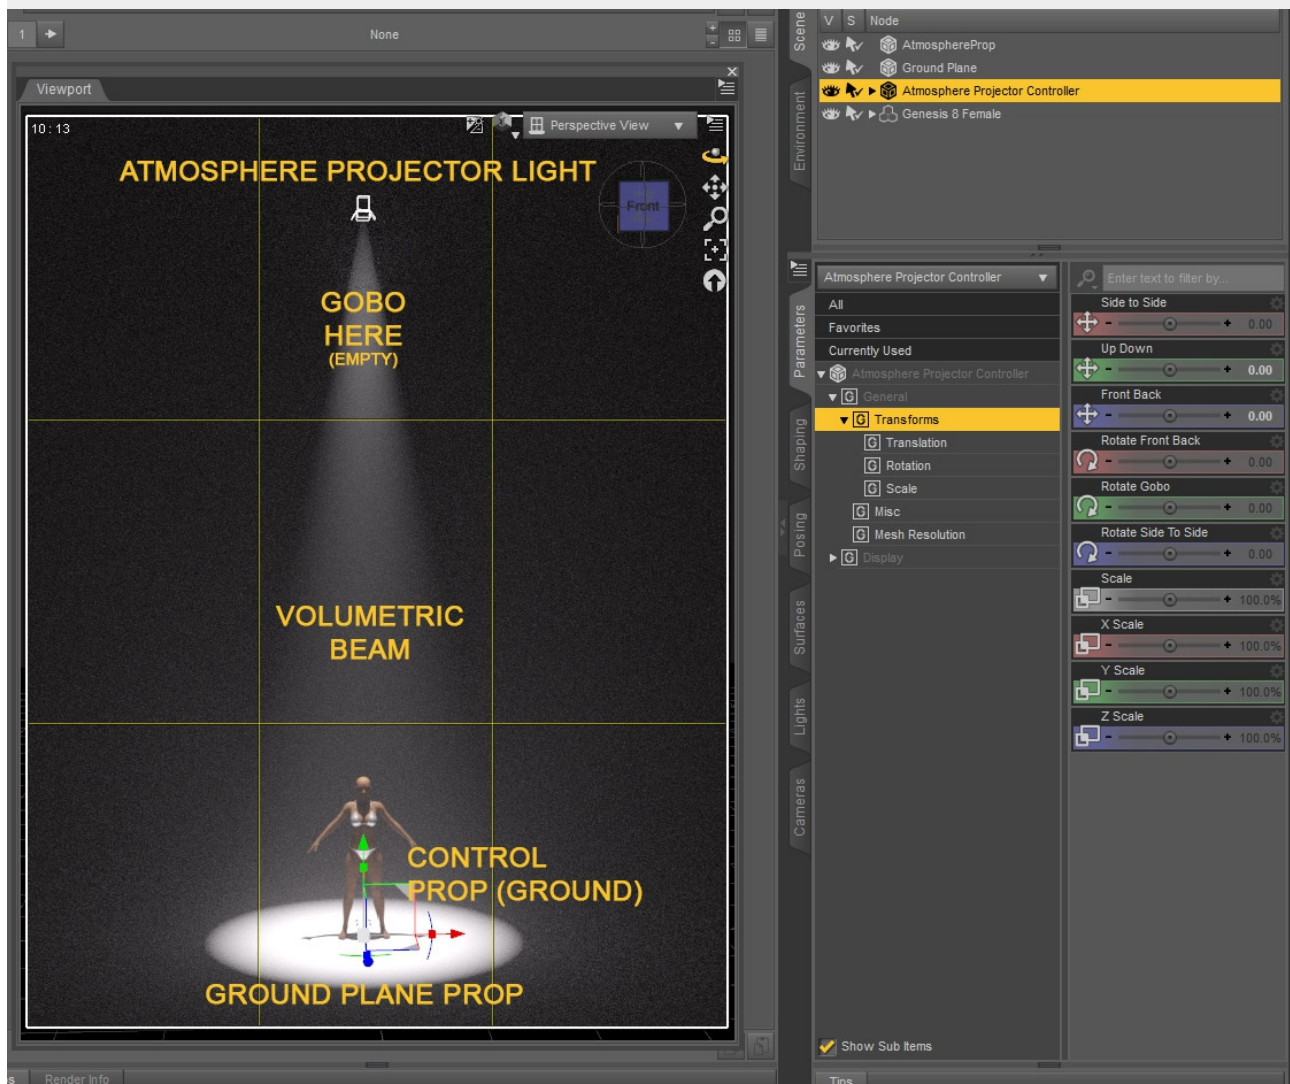 1
None
Viewport
10 : 13
Perspective View
ATMOSPHERE PROJECTOR LIGHT
Front
GOBO
HERE
(EMPTY)
VOLUMETRIC
BEAM
CONTROL
PROP (GROUND)
GROUND PLANE PROP
Render Info
Scene
Environment
V S Node
AtmosphereProp
Ground Plane
Atmosphere Projector Controller
Genesis 8 Female
Parameters
Shaping
Posing
Surfaces
Lights
Cameras
Atmosphere Projector Controller
All
Favorites
Currently Used
Atmosphere Projector Controller
G General
G Transforms
G Translation
G Rotation
G Scale
G Misc
G Mesh Resolution
G Display
Show Sub Items
Tips
Enter text to filter by...
Side to Side
- + 0.00
Up Down
- + 0.00
Front Back
- + 0.00
Rotate Front Back
- + 0.00
Rotate Gobo
- + 0.00
Rotate Side To Side
- + 0.00
Scale
- + 100.0%
X Scale
- + 100.0%
Y Scale
- + 100.0%
Z Scale
- + 100.0%